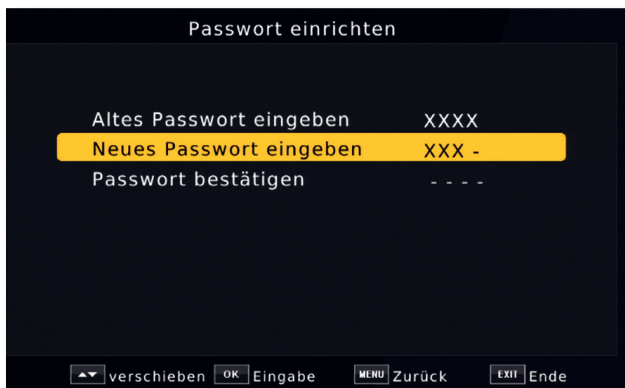 Passwort einrichten
Altes Passwort eingeben XXXX
Neues Passwort eingeben XXX -
Passwort bestätigen - - - -
▲▼ verschieben OK Eingabe MENU Zurück EXIT Ende